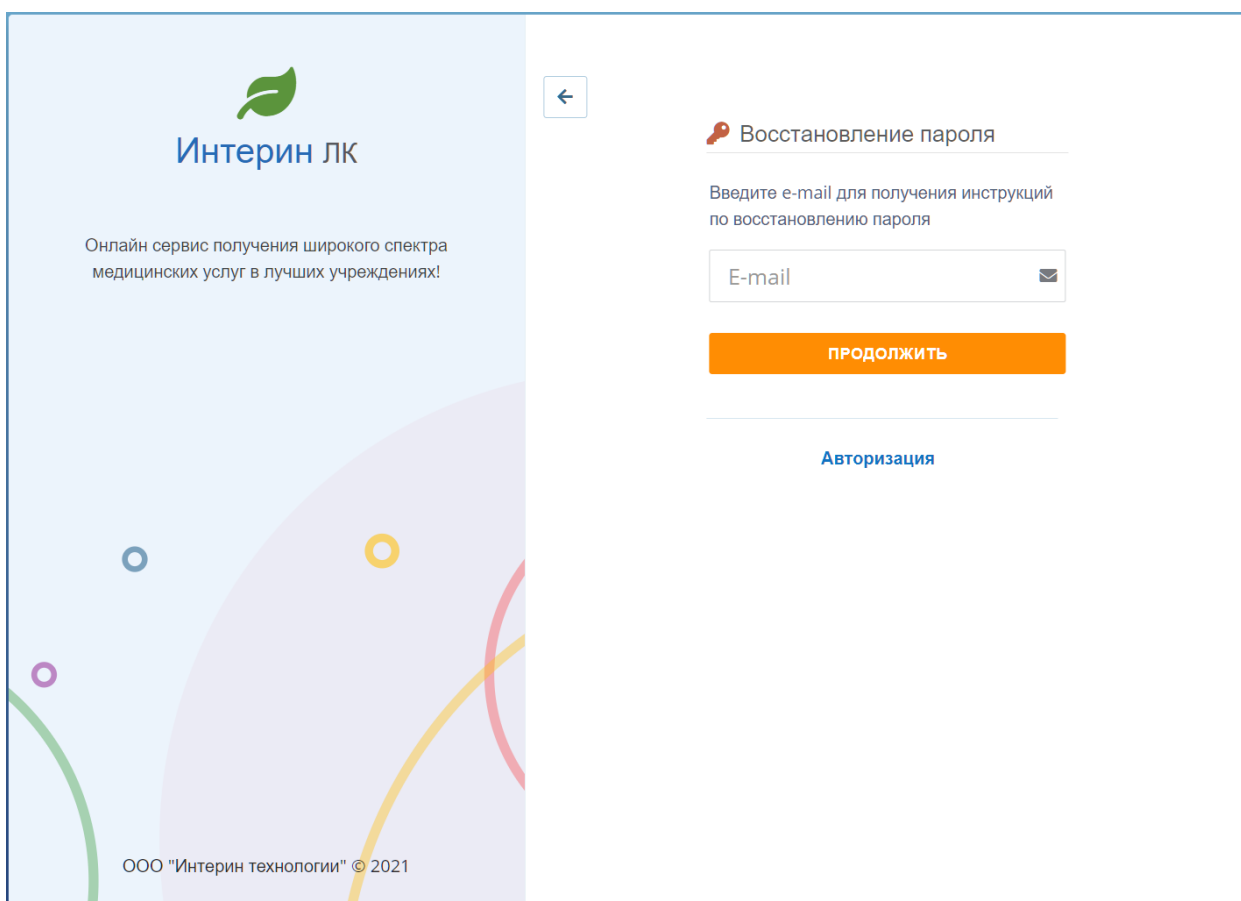 Интерин ЛК
Онлайн сервис получения широкого спектра
медицинских услуг в лучших учреждениях!
ООО "Интерин технологии" © 2021
Восстановление пароля
Введите e-mail для получения инструкций
по восстановлению пароля
E-mail
ПРОДОЛЖИТЬ
Авторизация